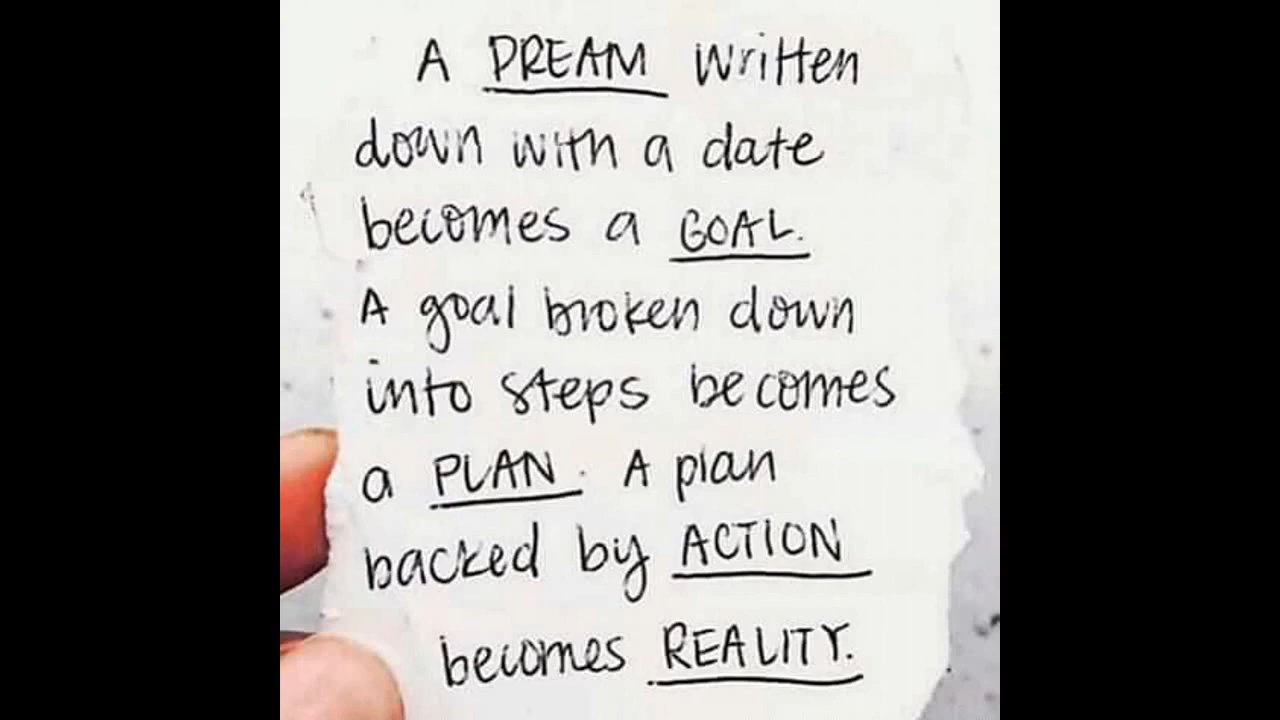 A DREAM written
down with a date
becomes a GOAL.
A goal broken down
into steps becomes
a PLAN. A plan
backed by ACTION
becomes REALITY.